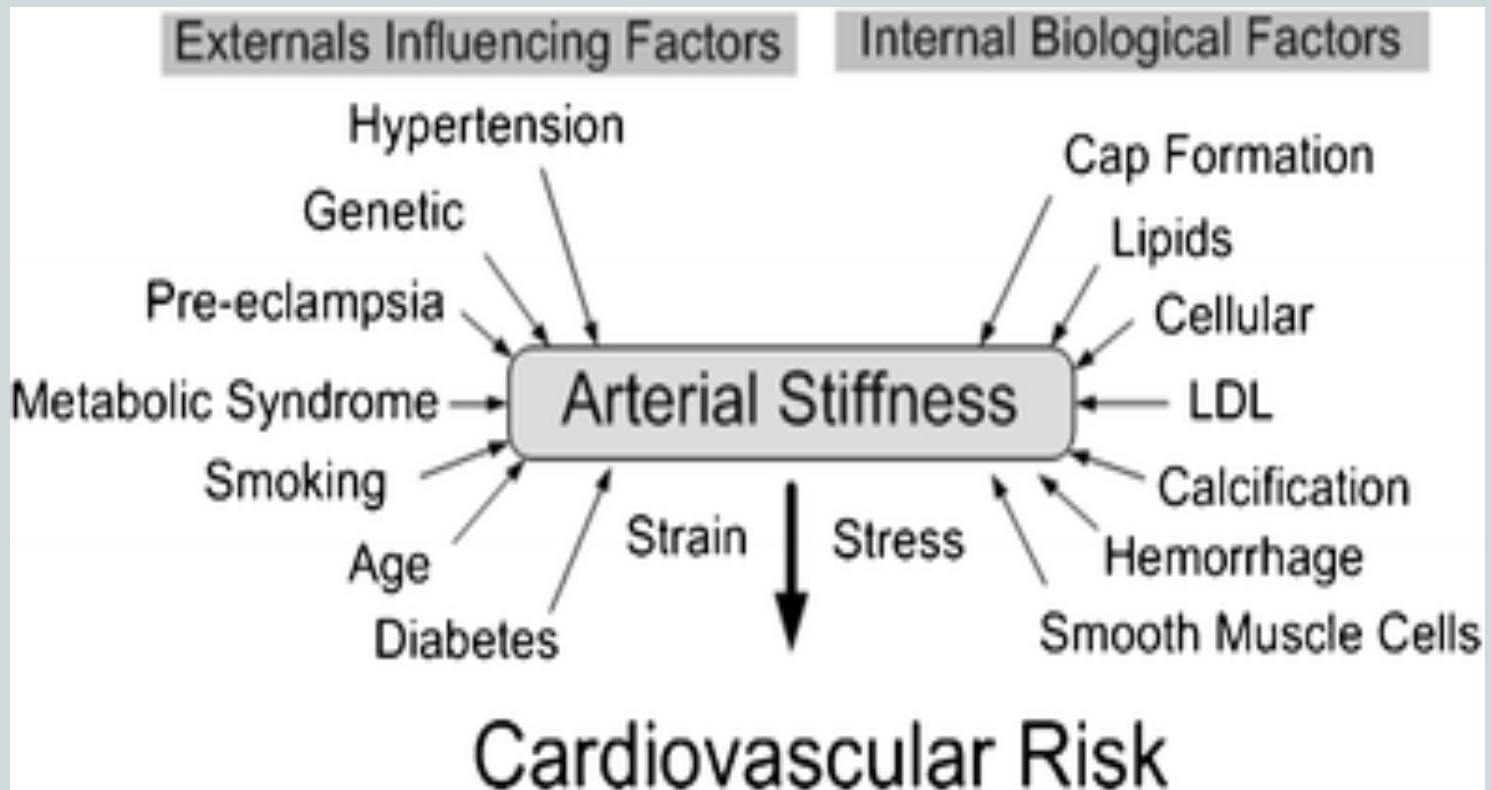 Externals Influencing Factors
Internal Biological Factors
Hypertension
Genetic
Pre-eclampsia
Metabolic Syndrome
Smoking
Age
Diabetes
Cap Formation
Lipids
Cellular
LDL
Calcification
Hemorrhage
Smooth Muscle Cells
Arterial Stiffness
Strain
Stress
Cardiovascular Risk